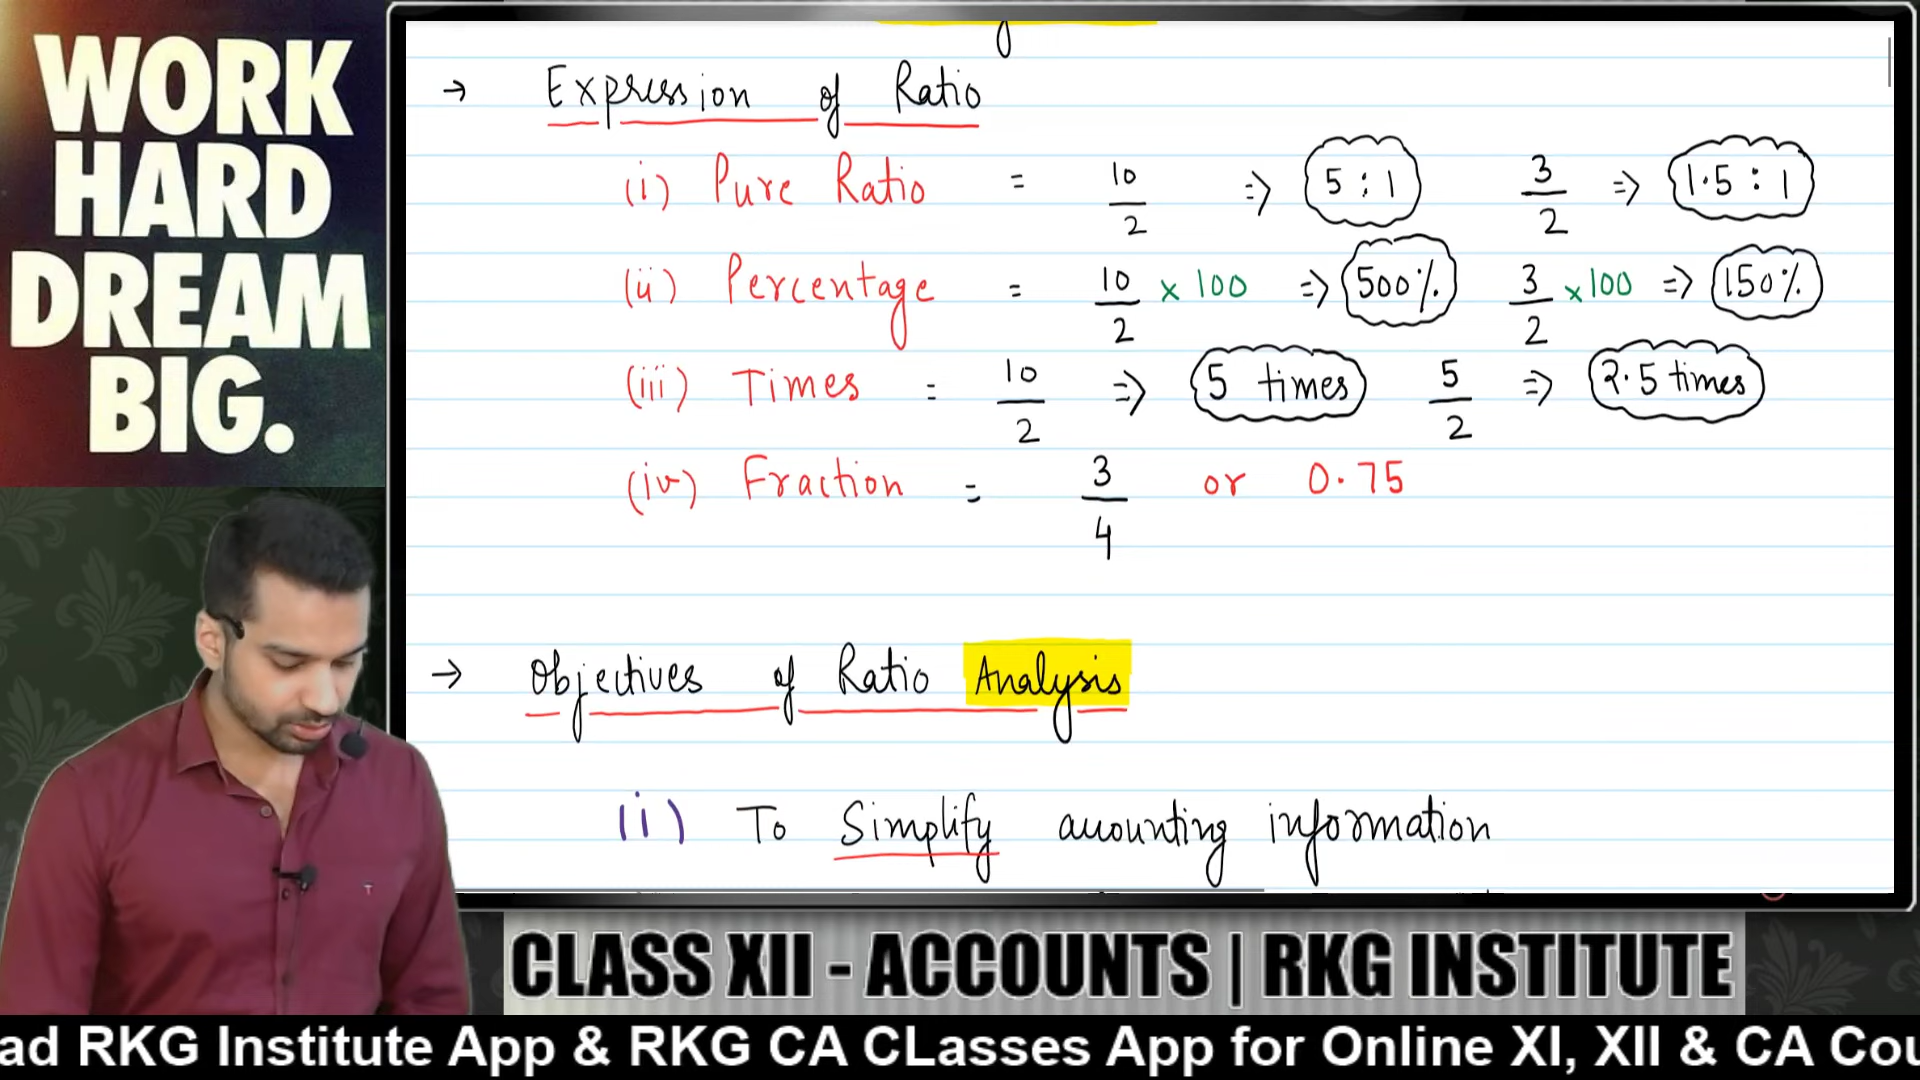 WORK
HARD
DREAM
BIG.
→ Expression of Ratio
(i) Pure Ratio = 10/2 => 5 : 1 3/2 => 1.5 : 1
(ii) Percentage = 10/2 × 100 => 500% 3/2 ×100 => 150%
(iii) Times = 10/2 => 5 times 5/2 => 2.5 times
(iv) Fraction = 3/4 or 0.75
→ Objectives of Ratio Analysis
(ii) To Simplify accounting information
CLASS XII - ACCOUNTS | RKG INSTITUTE
ad RKG Institute App & RKG CA CLasses App for Online XI, XII & CA Cou